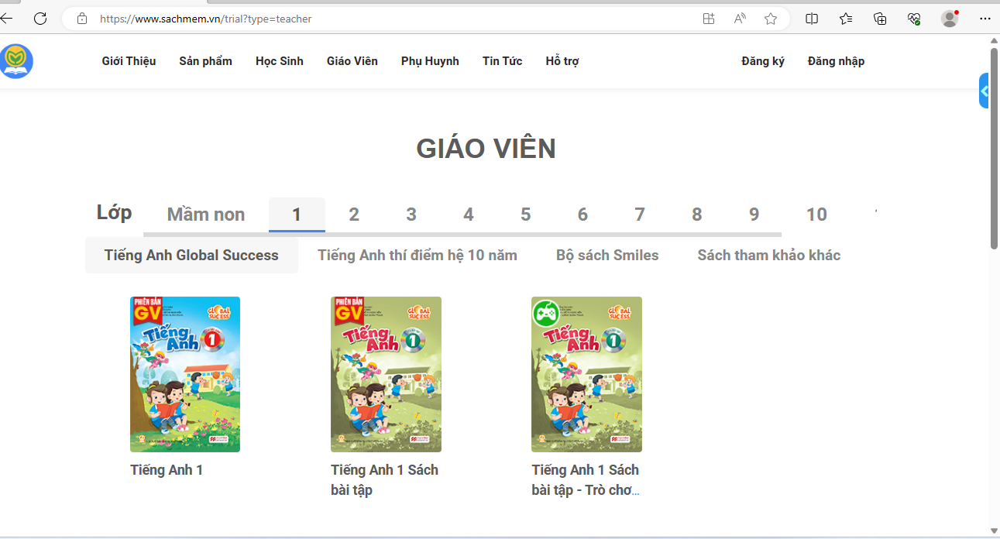 https://www.sachmem.vn/trial?type=teacher
Giới Thiệu Sản phẩm Học Sinh Giáo Viên Phụ Huynh Tin Tức Hỗ trợ Đăng ký Đăng nhập
GIÁO VIÊN
Lớp Mầm non 1 2 3 4 5 6 7 8 9 10
Tiếng Anh Global Success Tiếng Anh thí điểm hệ 10 năm Bộ sách Smiles Sách tham khảo khác
PHIÊN BẢN
GV
GLOBAL
SUCCESS
Tiếng
Anh 1
PHIÊN BẢN
GV
GLOBAL
SUCCESS
Tiếng
Anh 1
GLOBAL
SUCCESS
Tiếng
Anh 1
Tiếng Anh 1
Tiếng Anh 1 Sách
bài tập
Tiếng Anh 1 Sách
bài tập - Trò chơ...